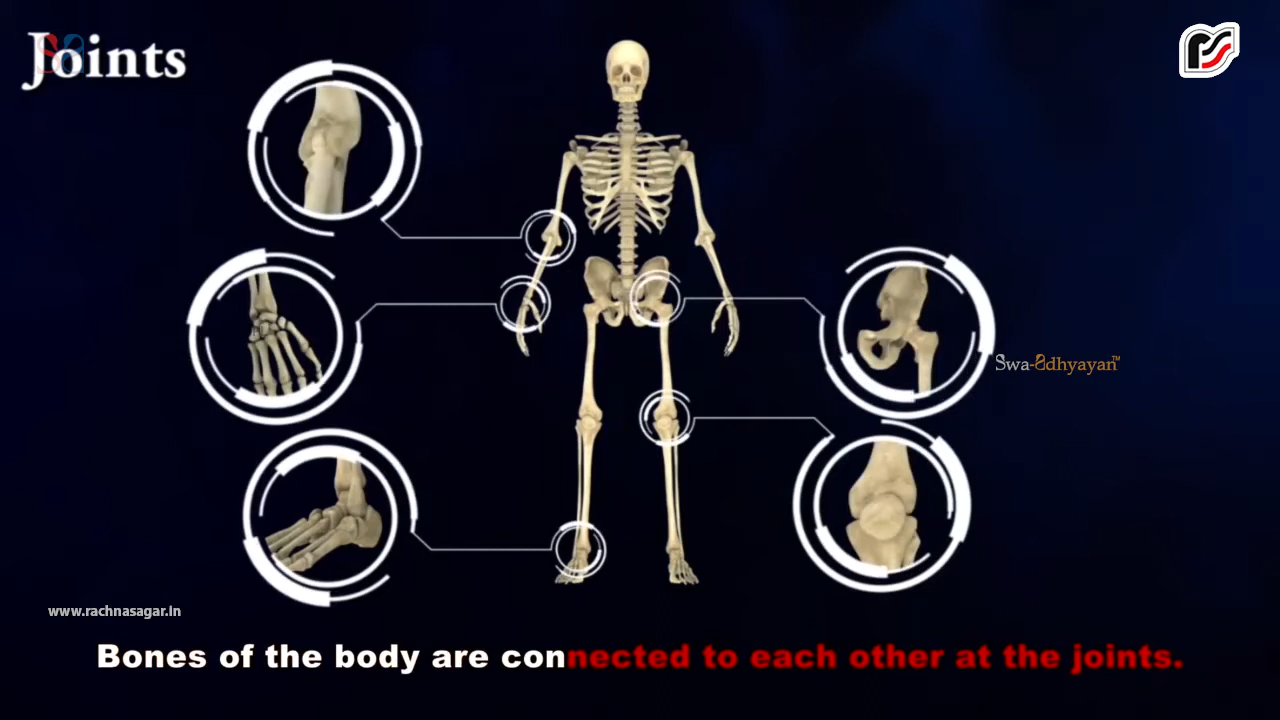 Joints
Swa-Adhyayan™
www.rachnasagar.in
Bones of the body are connected to each other at the joints.